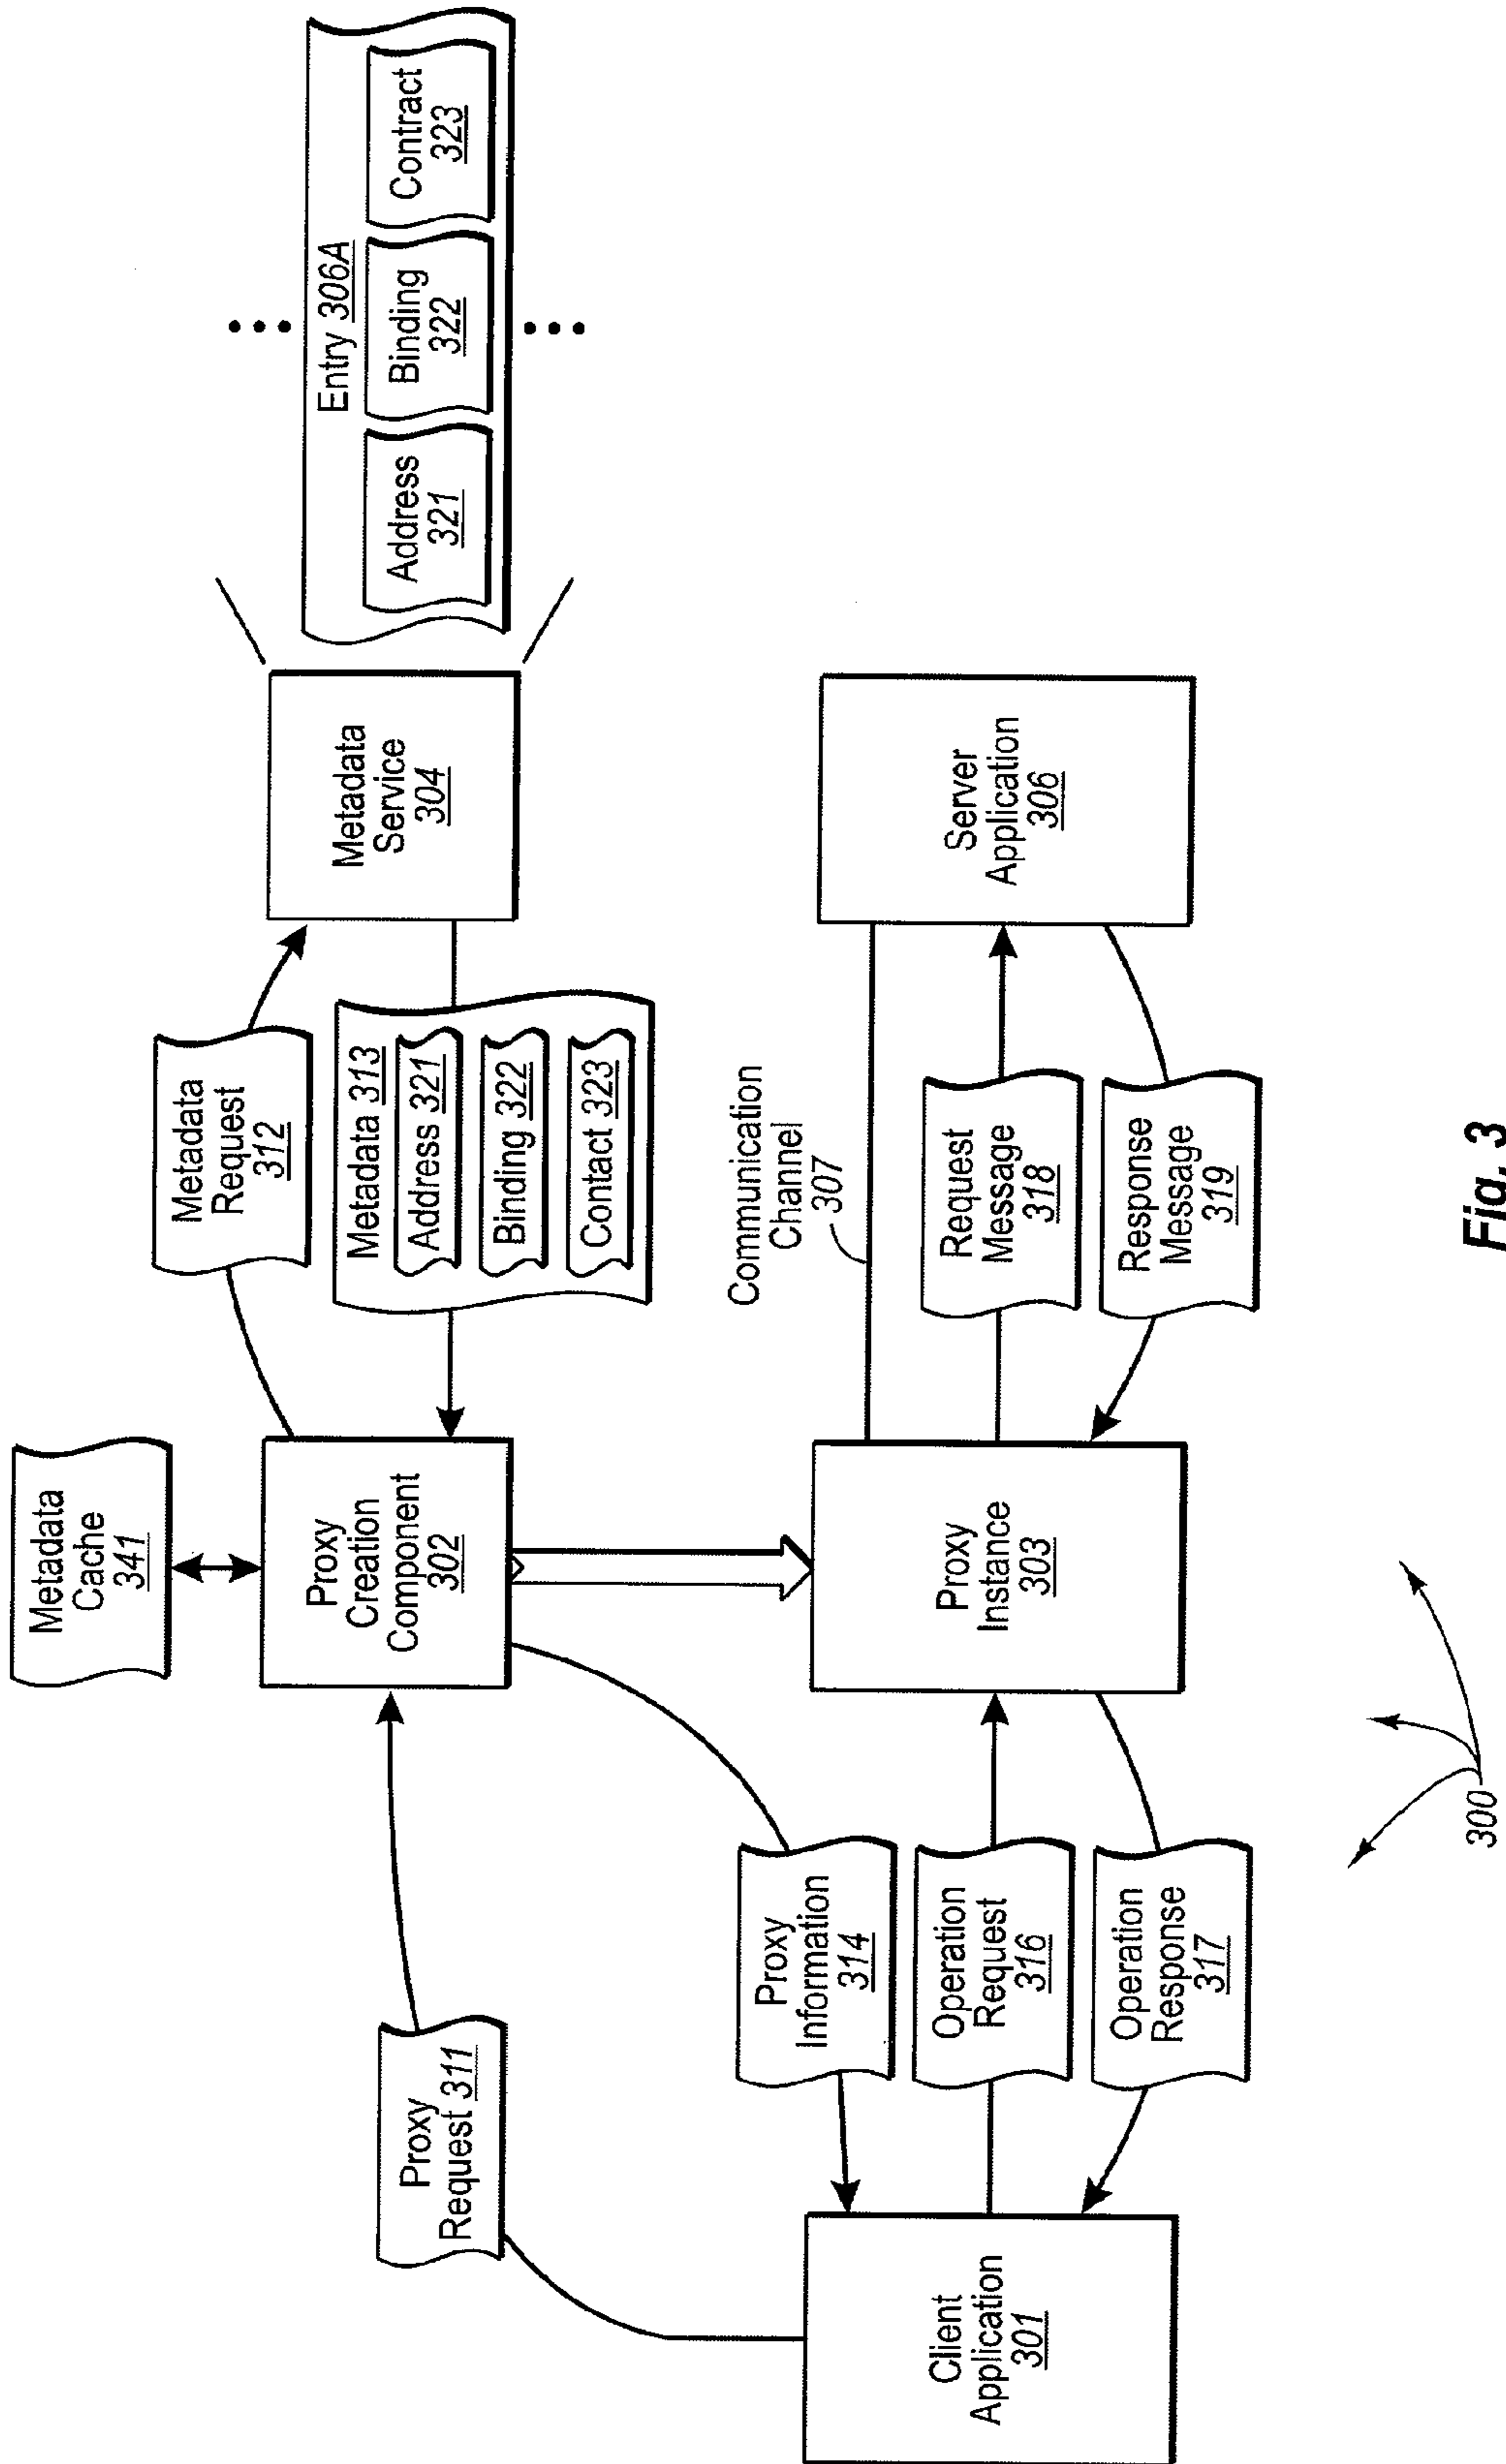 Metadata
Cache
341
Metadata
Request
312
Entry 306A
Address
321
Binding
322
Contract
323
Proxy
Request 311
Proxy
Creation
Component
302
Metadata 313
Address 321
Binding 322
Contact 323
Metadata
Service
304
Communication
Channel
307
Proxy
Information
314
Client
Application
301
Operation
Request
316
Operation
Response
317
Proxy
Instance
303
Request
Message
318
Response
Message
319
Server
Application
306
300
Fig. 3